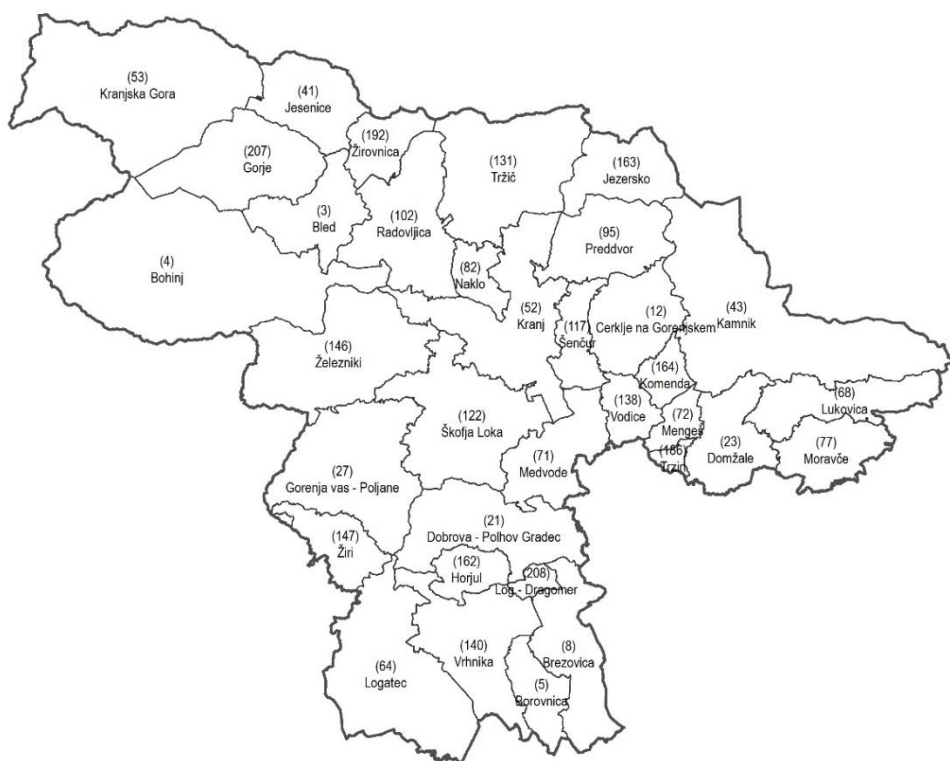 (53)
Kranjska Gora
(41)
Jesenice
(192)
Žirovnica
(207)
Gorje
(131)
Tržič
(163)
Jezersko
(3)
Bled
(102)
Radovljica
(95)
Preddvor
(4)
Bohinj
(82)
Naklo
(52)
Kranj
(12)
Cerklje na Gorenjskem
(43)
Kamnik
(117)
Šenčur
(146)
Železniki
(164)
Komenda
(138)
Vodice
(68)
Lukovica
(122)
Škofja Loka
(72)
Mengeš
(23)
Domžale
(77)
Moravče
(186)
Trzin
(71)
Medvode
(27)
Gorenja vas - Poljane
(21)
Dobrova - Polhov Gradec
(147)
Žiri
(162)
Horjul
(208)
Log - Dragomer
(140)
Vrhnika
(8)
Brezovica
(64)
Logatec
(5)
Borovnica